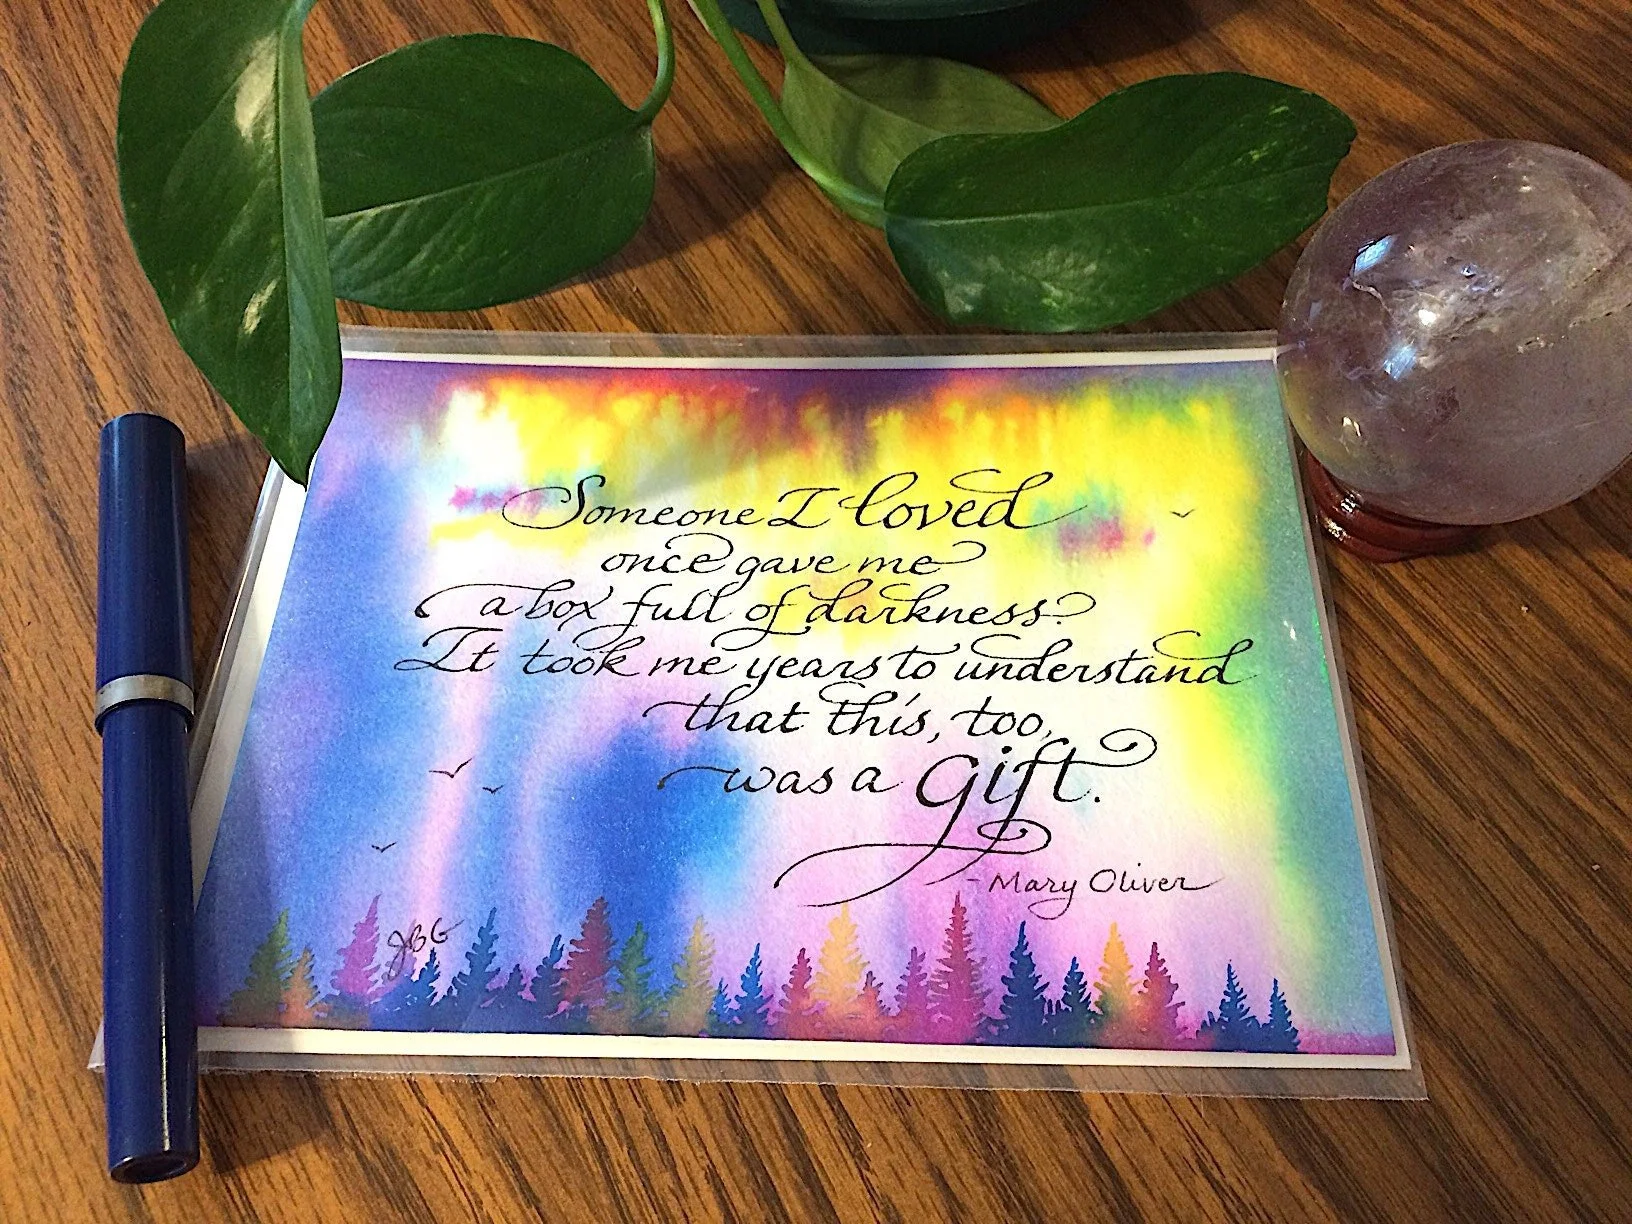 Someone I loved
once gave me
a box full of darkness?
It took me years to understand
that this, too,
was a Gift.
- Mary Oliver
JBG